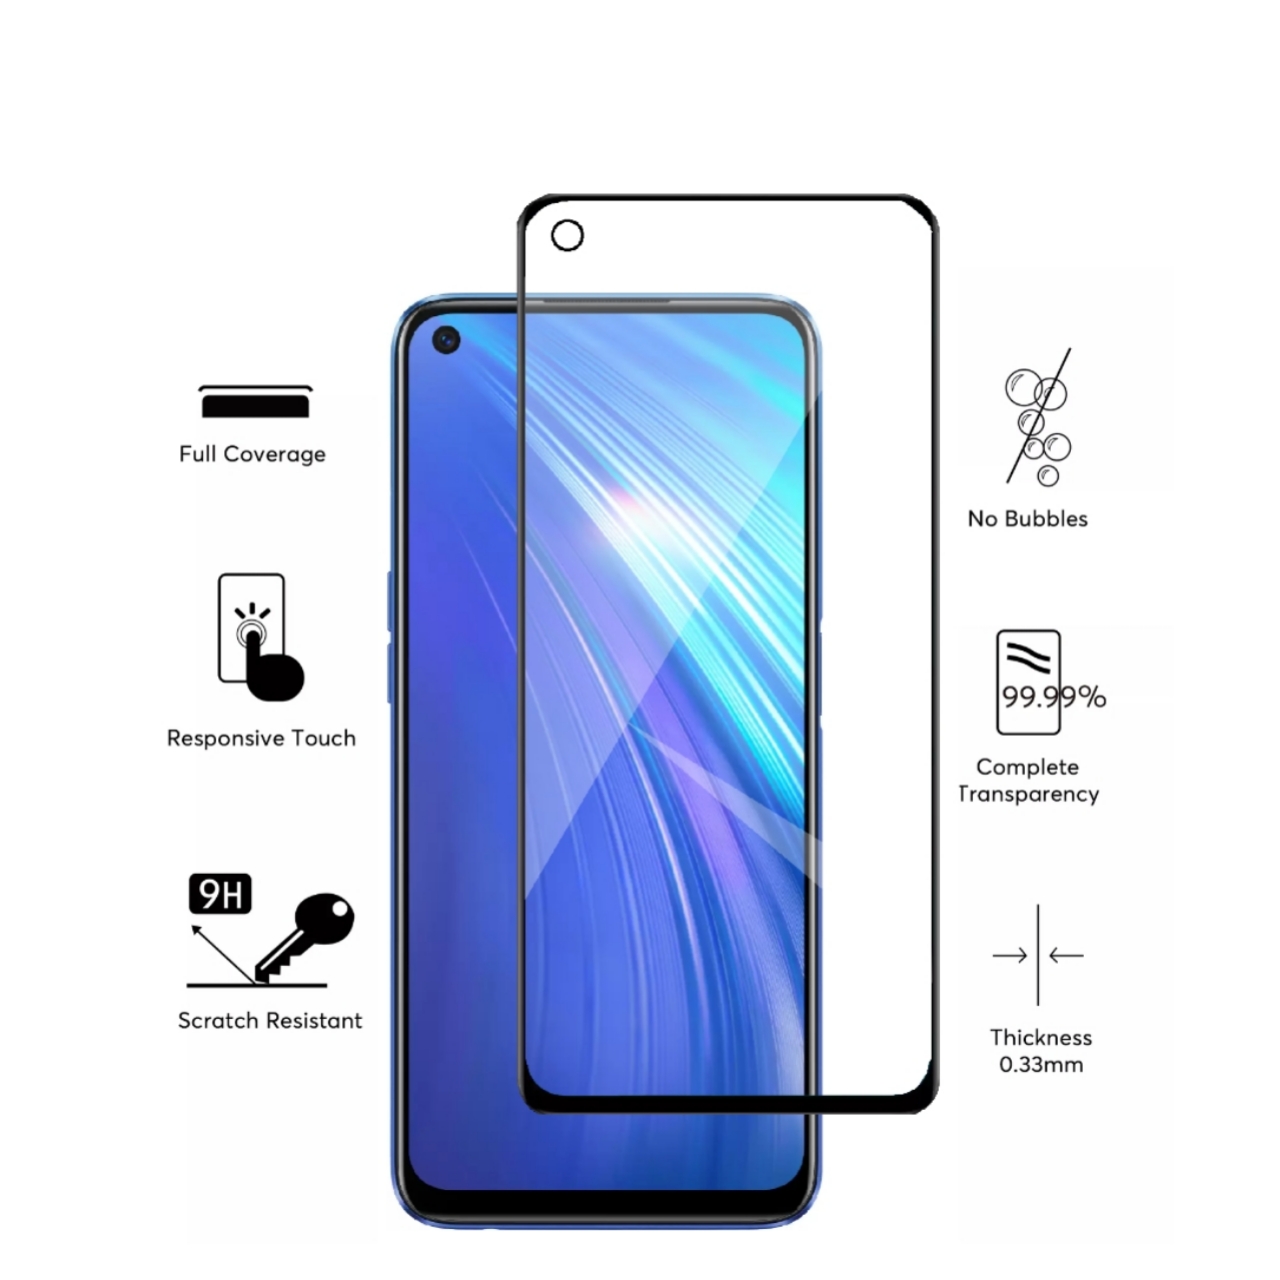 Full Coverage
Responsive Touch
9H
Scratch Resistant
No Bubbles
99.99%
Complete
Transparency
Thickness
0.33mm